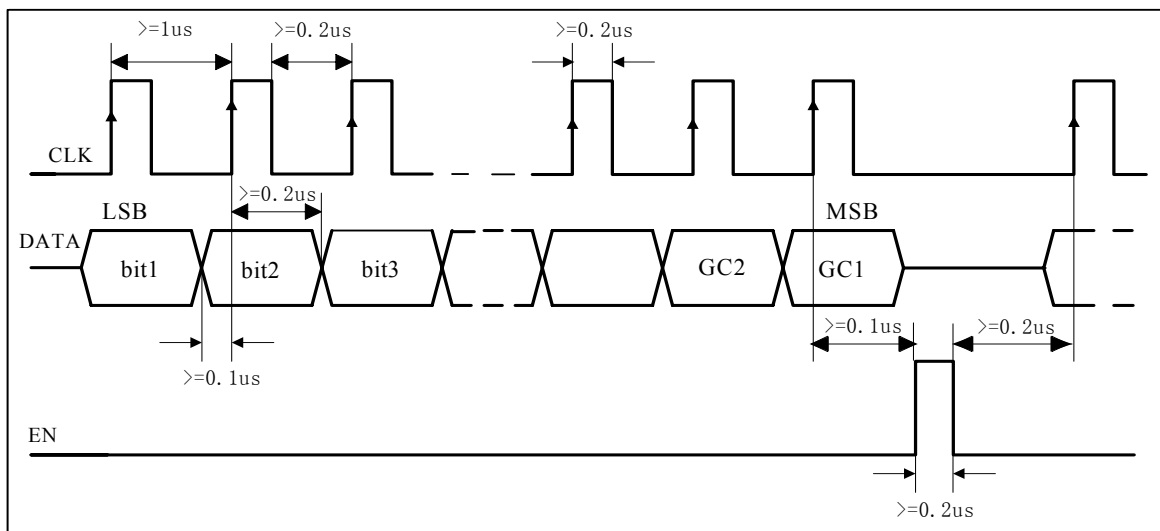 >=1us
>=0.2us
>=0.2us
CLK
>=0.2us
LSB
MSB
DATA
bit1
bit2
bit3
GC2
GC1
>=0.1us
>=0.2us
>=0.1us
EN
>=0.2us